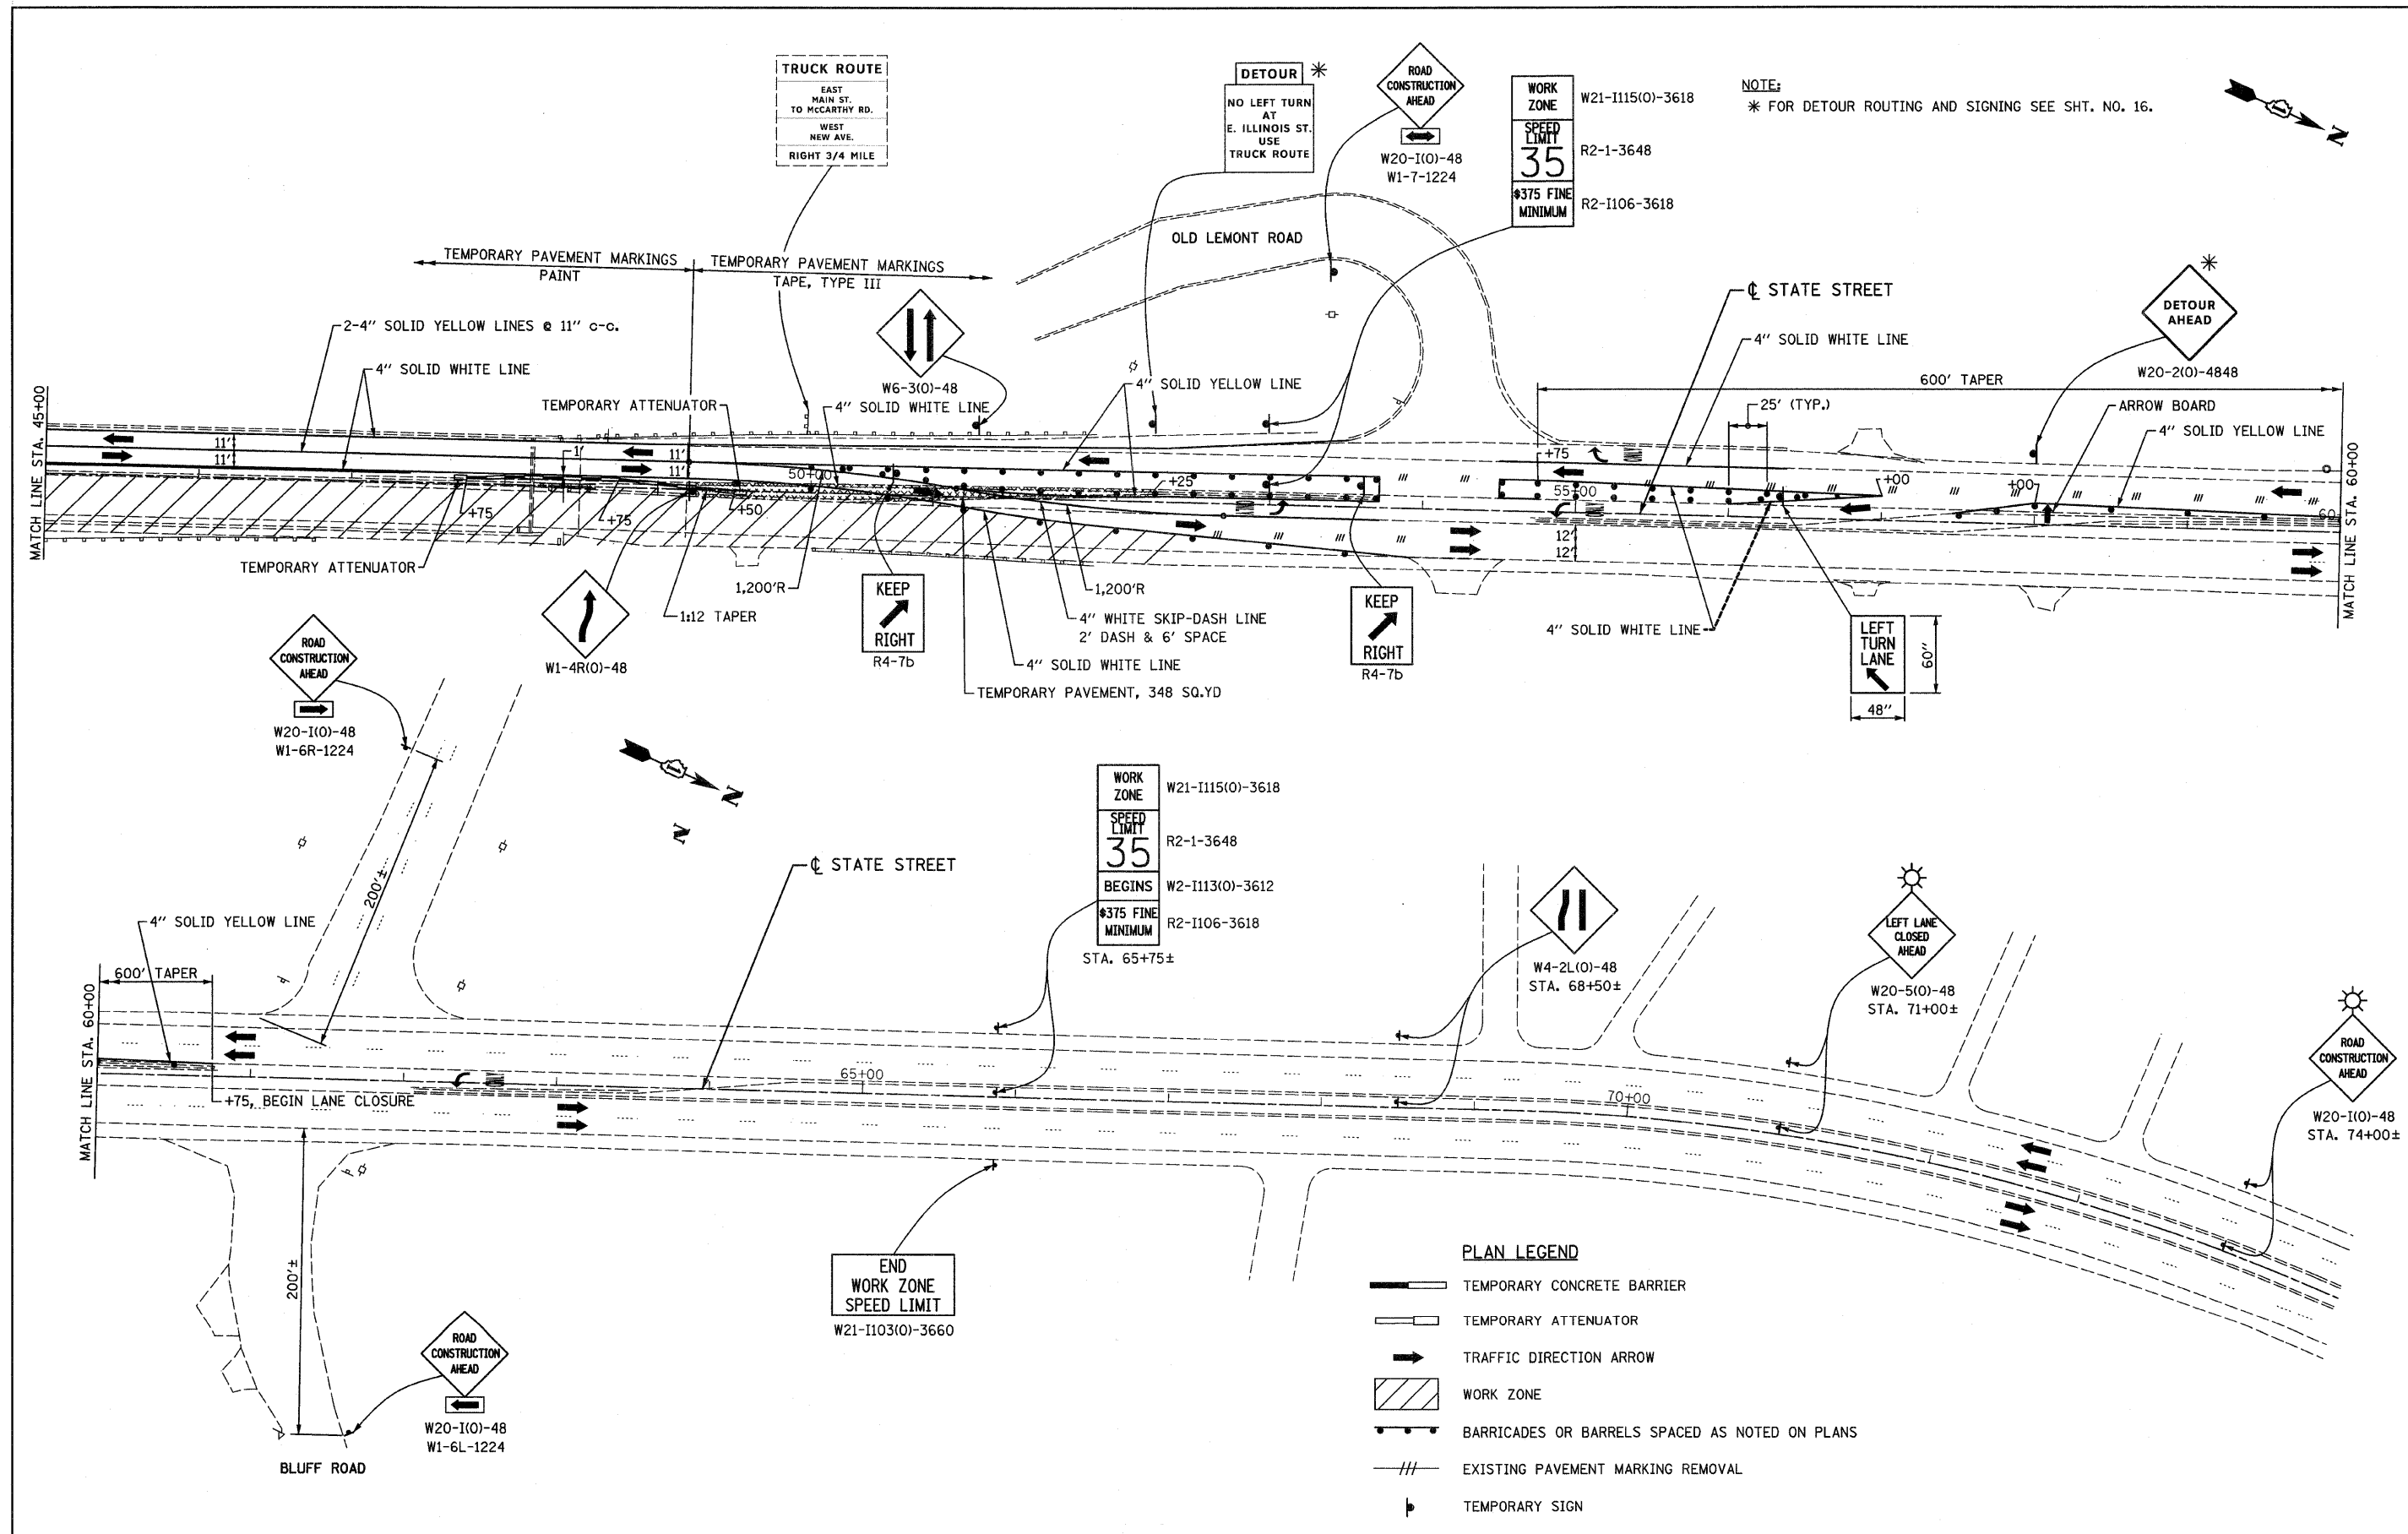 TRUCK ROUTE
EAST
MAIN ST.
TO McCARTHY RD.
WEST
NEW AVE.
RIGHT 3/4 MILE
DETOUR *
NO LEFT TURN
AT
E. ILLINOIS ST.
USE
TRUCK ROUTE
ROAD
CONSTRUCTION
AHEAD
W20-I(O)-48
W1-7-1224
WORK
ZONE
W21-I115(O)-3618
SPEED
LIMIT
35
R2-1-3648
$375 FINE
MINIMUM
R2-I106-3618
NOTE:
* FOR DETOUR ROUTING AND SIGNING SEE SHT. NO. 16.
N
OLD LEMONT ROAD
TEMPORARY PAVEMENT MARKINGS
PAINT
TEMPORARY PAVEMENT MARKINGS
TAPE, TYPE III
2-4" SOLID YELLOW LINES @ 11" c-c.
4" SOLID WHITE LINE
TEMPORARY ATTENUATOR
W6-3(O)-48
4" SOLID WHITE LINE
4" SOLID YELLOW LINE
℄ STATE STREET
4" SOLID WHITE LINE
600' TAPER
25' (TYP.)
*
DETOUR
AHEAD
W20-2(O)-4848
ARROW BOARD
4" SOLID YELLOW LINE
MATCH LINE STA. 45+00
11'
11'
1'
11'
11'
50+00
+25
+75
55+00
+00
+00
60
MATCH LINE STA. 60+00
+75
+75
+50
12'
12'
TEMPORARY ATTENUATOR
W1-4R(O)-48
1:12 TAPER
1,200'R
KEEP
RIGHT
R4-7b
1,200'R
4" WHITE SKIP-DASH LINE
2' DASH & 6' SPACE
4" SOLID WHITE LINE
TEMPORARY PAVEMENT, 348 SQ.YD
KEEP
RIGHT
R4-7b
4" SOLID WHITE LINE
LEFT
TURN
LANE
60"
48"
ROAD
CONSTRUCTION
AHEAD
W20-I(O)-48
W1-6R-1224
N
N
200'±
4" SOLID YELLOW LINE
600' TAPER
MATCH LINE STA. 60+00
+75, BEGIN LANE CLOSURE
℄ STATE STREET
WORK
ZONE
W21-I115(O)-3618
SPEED
LIMIT
35
R2-1-3648
BEGINS
W2-I113(O)-3612
$375 FINE
MINIMUM
R2-I106-3618
STA. 65+75±
65+00
W4-2L(O)-48
STA. 68+50±
70+00
LEFT LANE
CLOSED
AHEAD
W20-5(O)-48
STA. 71+00±
ROAD
CONSTRUCTION
AHEAD
W20-I(O)-48
STA. 74+00±
200'±
END
WORK ZONE
SPEED LIMIT
W21-I103(O)-3660
ROAD
CONSTRUCTION
AHEAD
W20-I(O)-48
W1-6L-1224
BLUFF ROAD
PLAN LEGEND
TEMPORARY CONCRETE BARRIER
TEMPORARY ATTENUATOR
TRAFFIC DIRECTION ARROW
WORK ZONE
BARRICADES OR BARRELS SPACED AS NOTED ON PLANS
EXISTING PAVEMENT MARKING REMOVAL
TEMPORARY SIGN